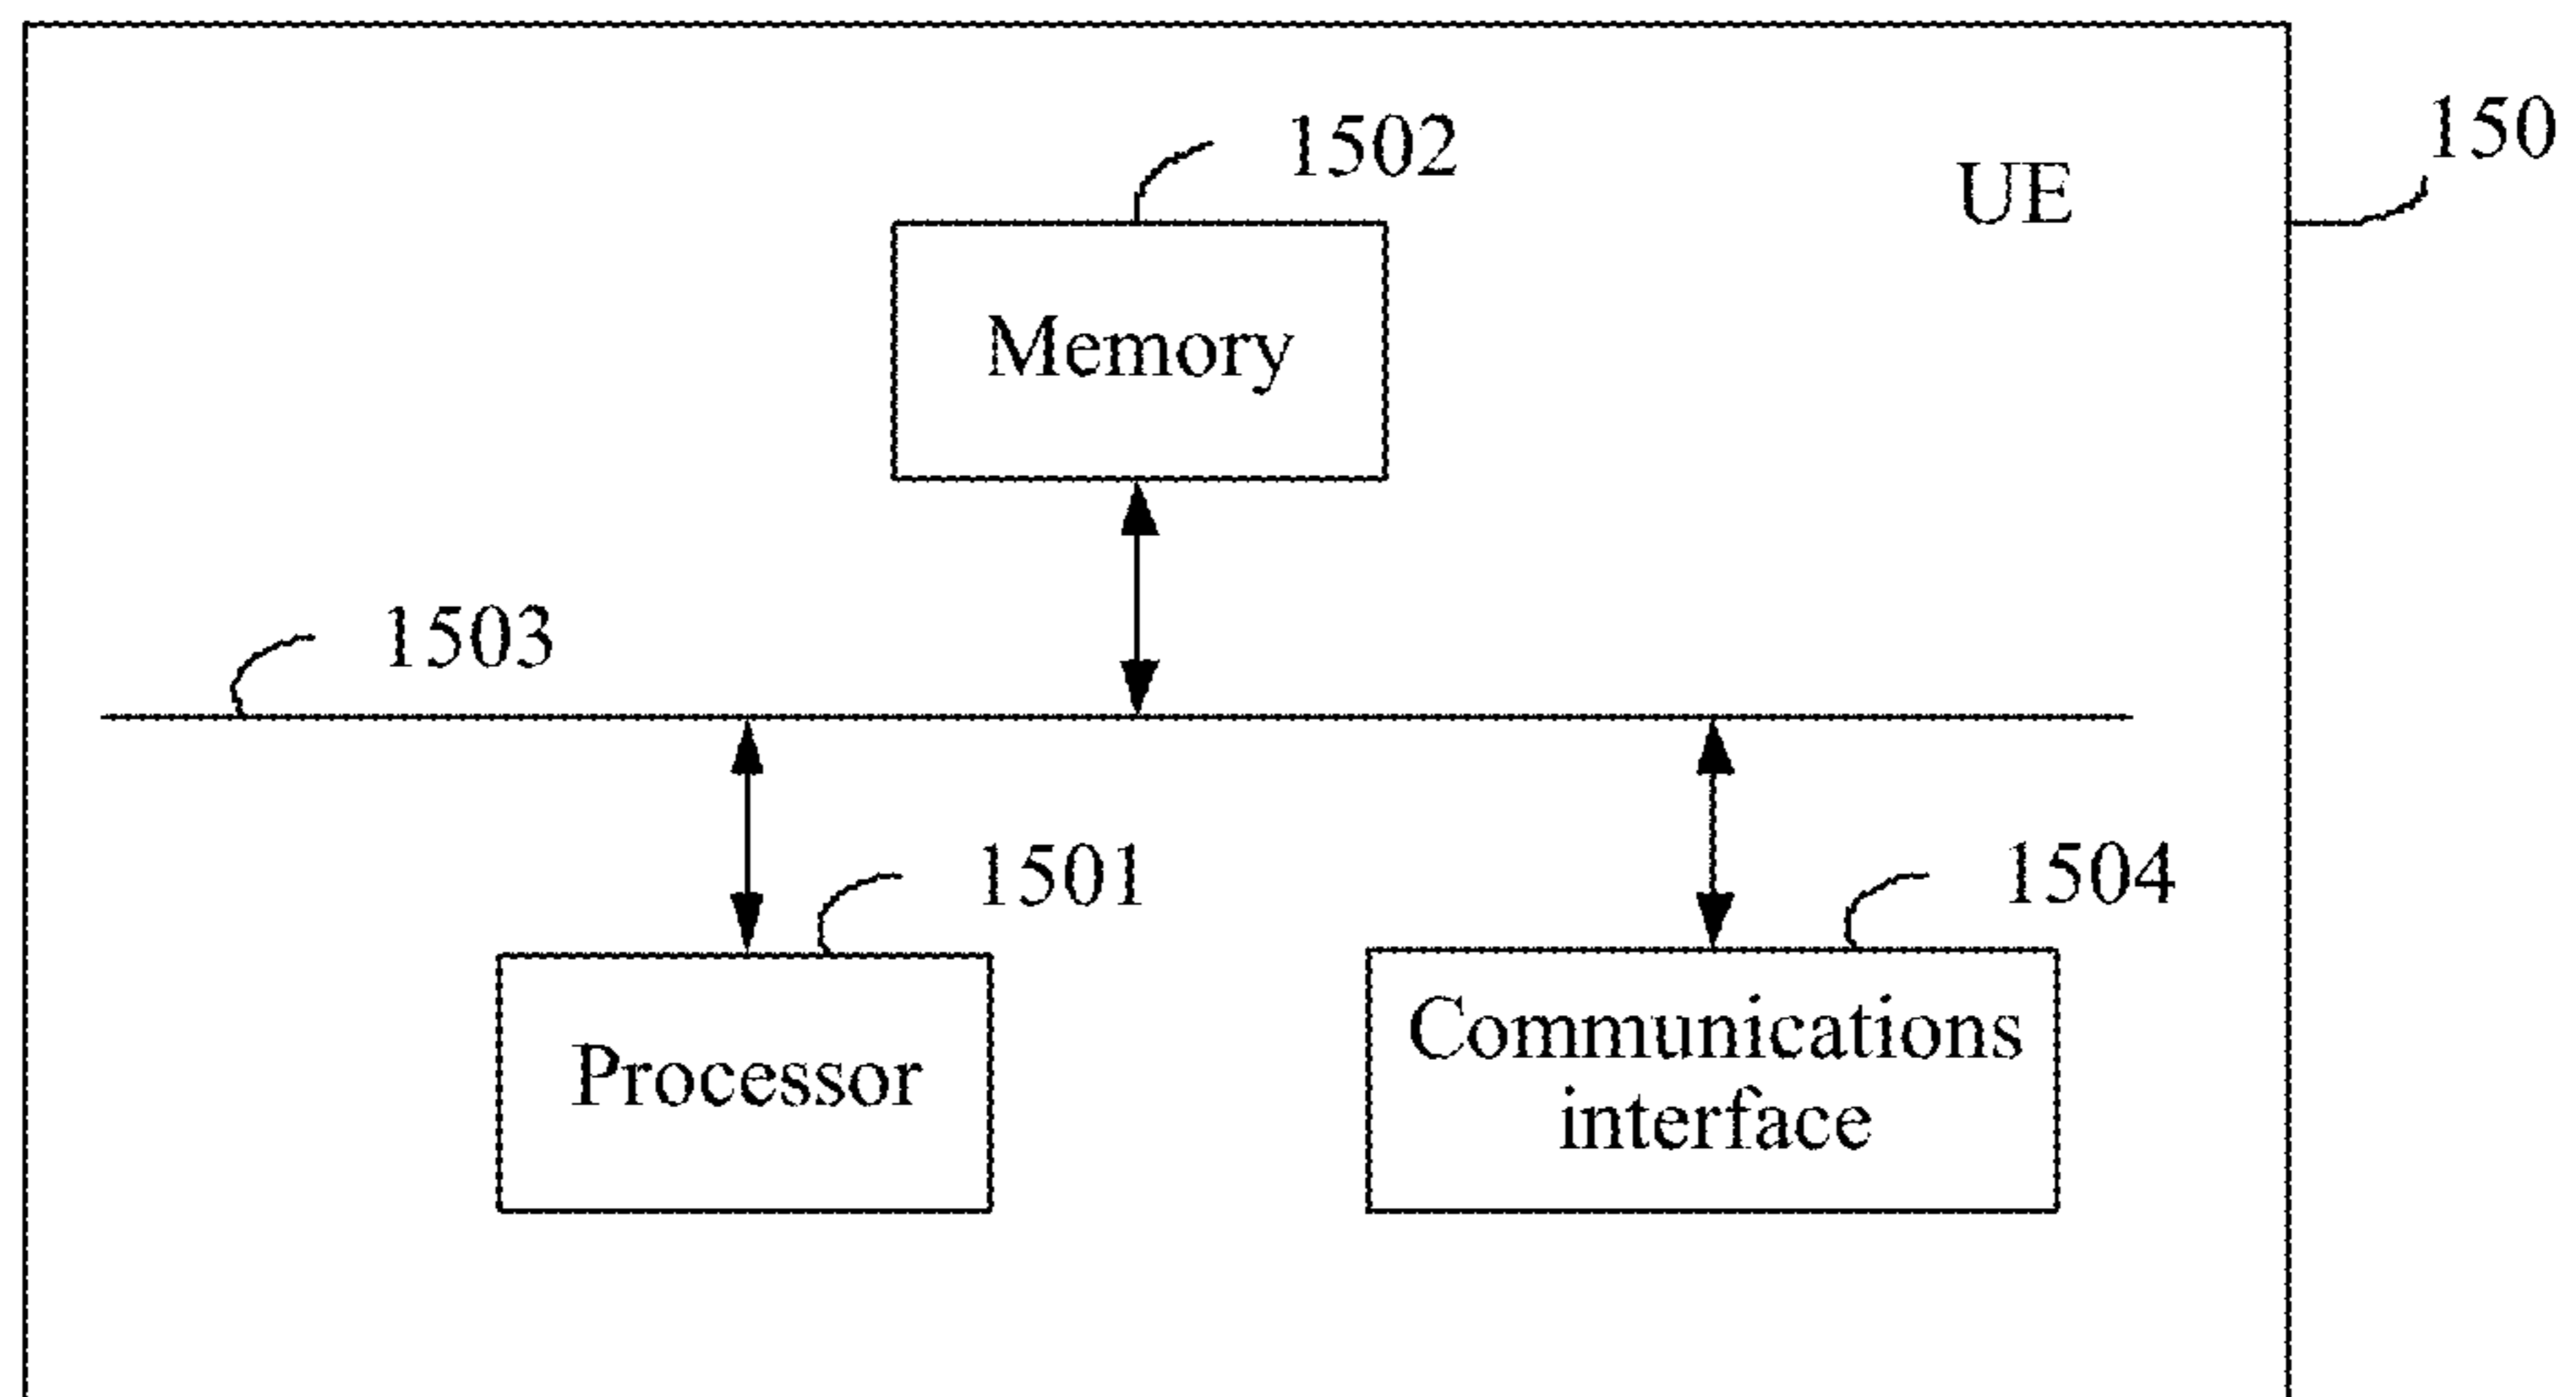 150
1502
UE
Memory
1503
1501
1504
Processor
Communications
interface